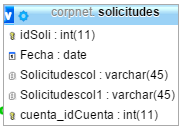 corpnet. solicitudes
idSoli : int(11)
Fecha : date
Solicitudescol : varchar(45)
Solicitudescol1 : varchar(45)
cuenta_idCuenta : int(11)